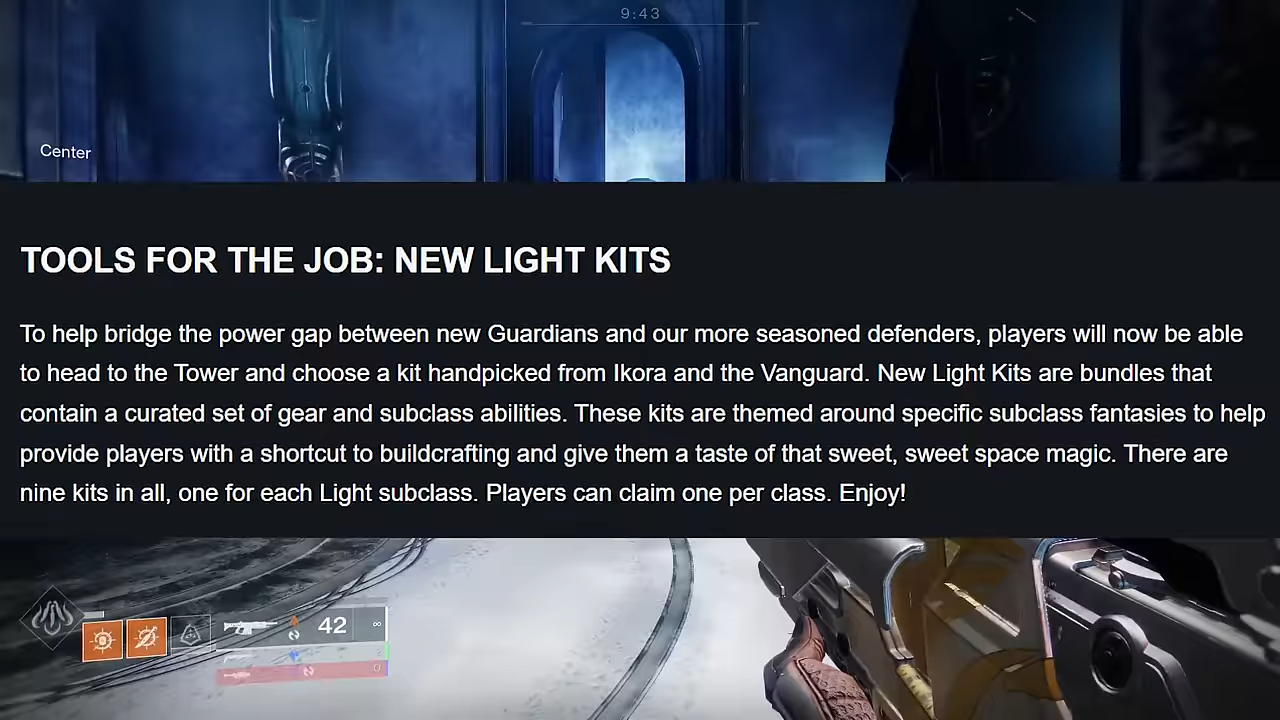 9:43
Center
TOOLS FOR THE JOB: NEW LIGHT KITS
To help bridge the power gap between new Guardians and our more seasoned defenders, players will now be able
to head to the Tower and choose a kit handpicked from Ikora and the Vanguard. New Light Kits are bundles that
contain a curated set of gear and subclass abilities. These kits are themed around specific subclass fantasies to help
provide players with a shortcut to buildcrafting and give them a taste of that sweet, sweet space magic. There are
nine kits in all, one for each Light subclass. Players can claim one per class. Enjoy!
42 ∞